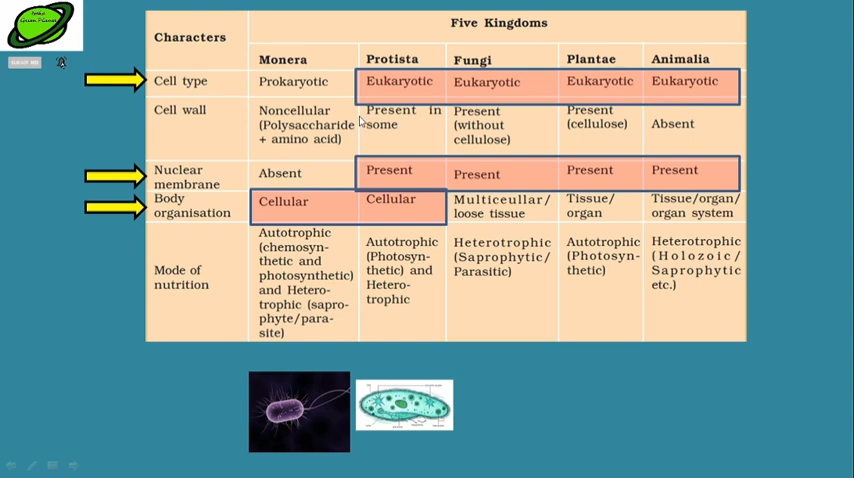 Joshi
Green Planet
Five Kingdoms
Characters
Monera
Protista
Fungi
Plantae
Animalia
Cell type
Prokaryotic
Eukaryotic
Eukaryotic
Eukaryotic
Eukaryotic
Cell wall
Noncellular
(Polysaccharide
+ amino acid)
Present in
some
Present
(without
cellulose)
Present
(cellulose)
Absent
Nuclear
membrane
Absent
Present
Present
Present
Present
Body
organisation
Cellular
Cellular
Multiceullar/
loose tissue
Tissue/
organ
Tissue/organ/
organ system
Mode of
nutrition
Autotrophic
(chemosyn-
thetic and
photosynthetic)
and Hetero-
trophic (sapro-
phyte/para-
site)
Autotrophic
(Photosyn-
thetic) and
Hetero-
trophic
Heterotrophic
(Saprophytic/
Parasitic)
Autotrophic
(Photosyn-
thetic)
Heterotrophic
(Holozoic/
Saprophytic
etc.)